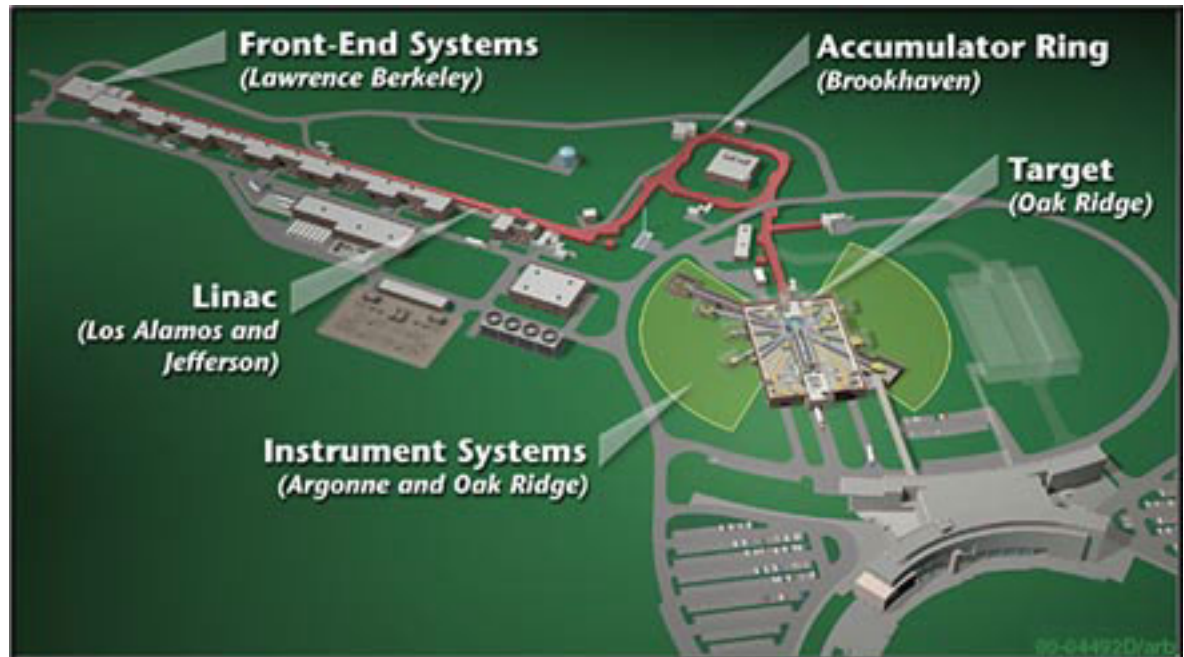 Front-End Systems
(Lawrence Berkeley)
Accumulator Ring
(Brookhaven)
Target
(Oak Ridge)
Linac
(Los Alamos and
Jefferson)
Instrument Systems
(Argonne and Oak Ridge)